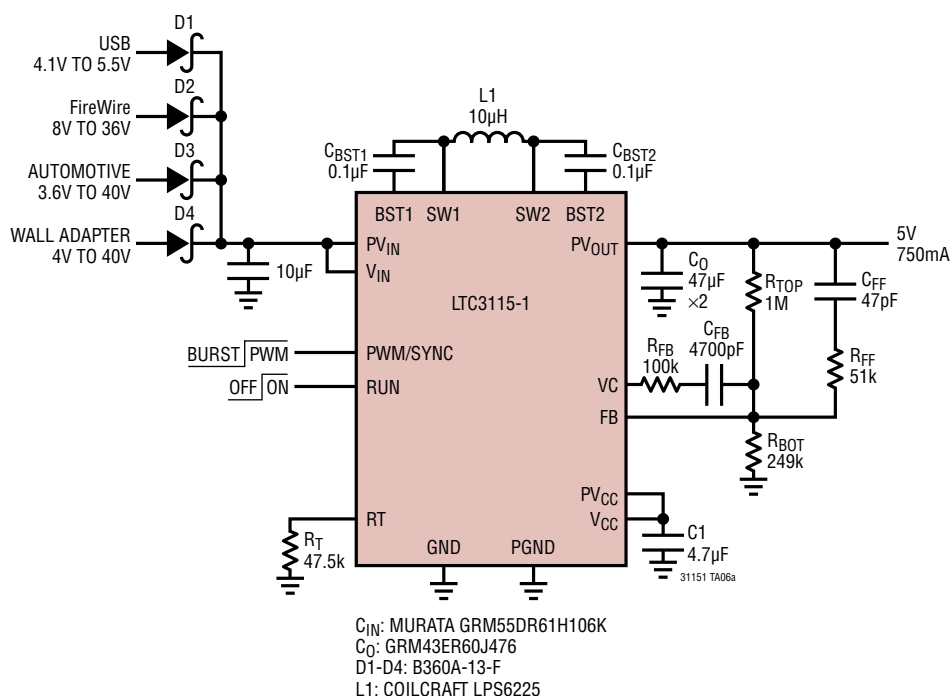 D1
USB
4.1V TO 5.5V
D2
FireWire
8V TO 36V
D3
AUTOMOTIVE
3.6V TO 40V
D4
WALL ADAPTER
4V TO 40V
10µF
L1
10µH
CBST1
0.1µF
CBST2
0.1µF
BST1 SW1 SW2 BST2
PVIN
VIN
PVOUT
LTC3115-1
BURST PWM
PWM/SYNC
OFF ON
RUN
VC
FB
PVCC
VCC
RT
GND PGND
RT
47.5k
5V
750mA
CO
47µF
×2
RTOP
1M
CFF
47pF
CFB
4700pF
RFB
100k
RFF
51k
RBOT
249k
C1
4.7µF
31151 TA06a
CIN: MURATA GRM55DR61H106K
CO: GRM43ER60J476
D1-D4: B360A-13-F
L1: COILCRAFT LPS6225